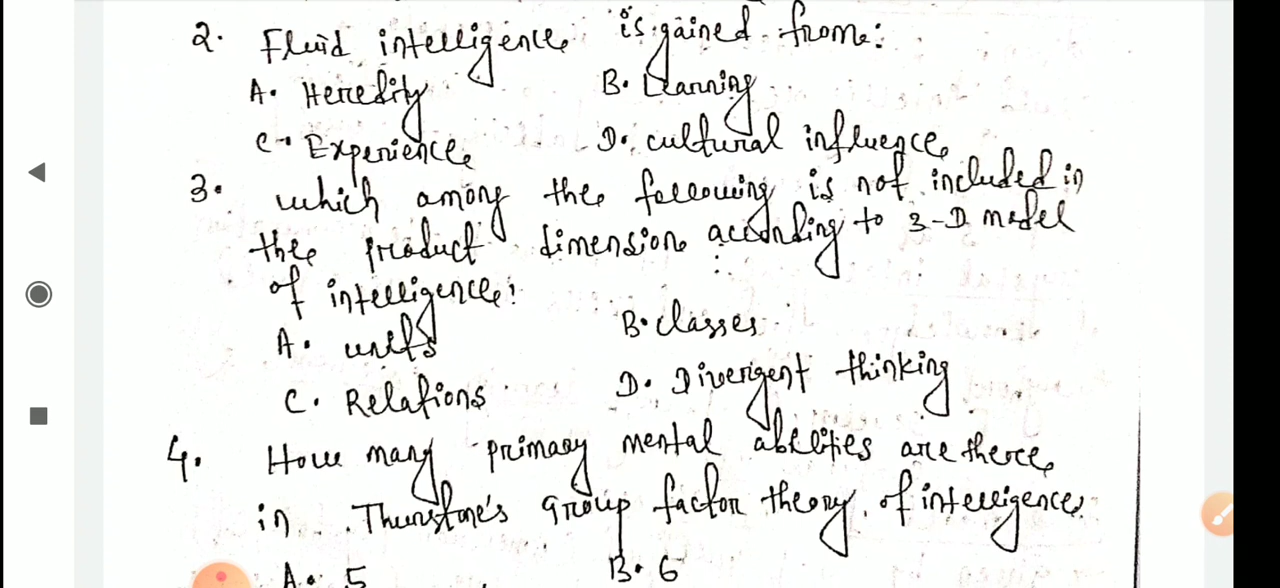 2. Fluid intelligence is gained from:
A. Heredity B. Learning
C. Experience D. cultural influence
3. which among the following is not included in
the product dimension according to 3-D model
of intelligence:
A. units B. classes
C. Relations D. Divergent thinking
4. How many primary mental abilities are there
in Thurstone's group factor theory of intelligence
A. 5 B. 6